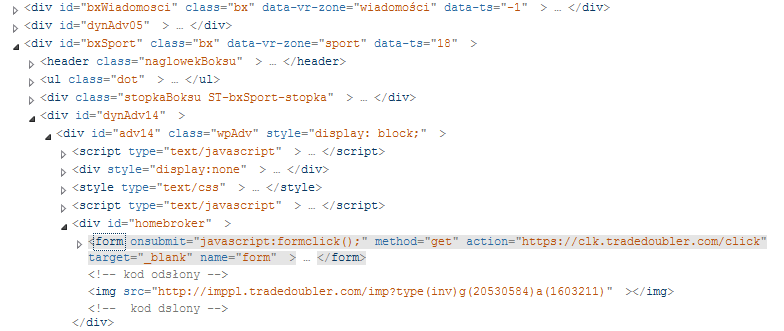 <div id="bxWiadomosci" class="bx" data-vr-zone="wiadomości" data-ts="-1" > … </div>
<div id="dynAdv05" > … </div>
<div id="bxSport" class="bx" data-vr-zone="sport" data-ts="18" >
<header class="naglowekBoksu" > … </header>
<ul class="dot" > … </ul>
<div class="stopkaBoksu ST-bxSport-stopka" > … </div>
<div id="dynAdv14" >
<div id="adv14" class="wpAdv" style="display: block;" >
<script type="text/javascript" > … </script>
<div style="display:none" > … </div>
<style type="text/css" > … </style>
<script type="text/javascript" > … </script>
<div id="homebroker" >
<form onsubmit="javascript:formclick();" method="get" action="https://clk.tradedoubler.com/click"
target="_blank" name="form" > … </form>
<!-- kod odsłony -->
<img src="http://imppl.tradedoubler.com/imp?type(inv)g(20530584)a(1603211)" ></img>
<!--  kod dslony -->
</div>